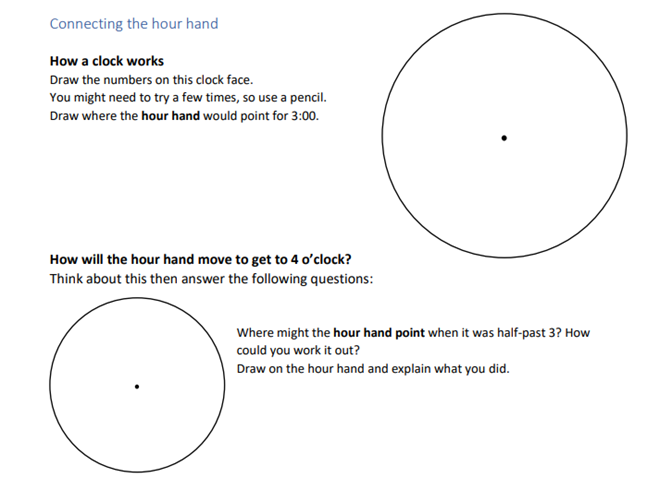 Connecting the hour hand
How a clock works
Draw the numbers on this clock face.
You might need to try a few times, so use a pencil.
Draw where the hour hand would point for 3:00.
How will the hour hand move to get to 4 o’clock?
Think about this then answer the following questions:
Where might the hour hand point when it was half-past 3? How
could you work it out?
Draw on the hour hand and explain what you did.